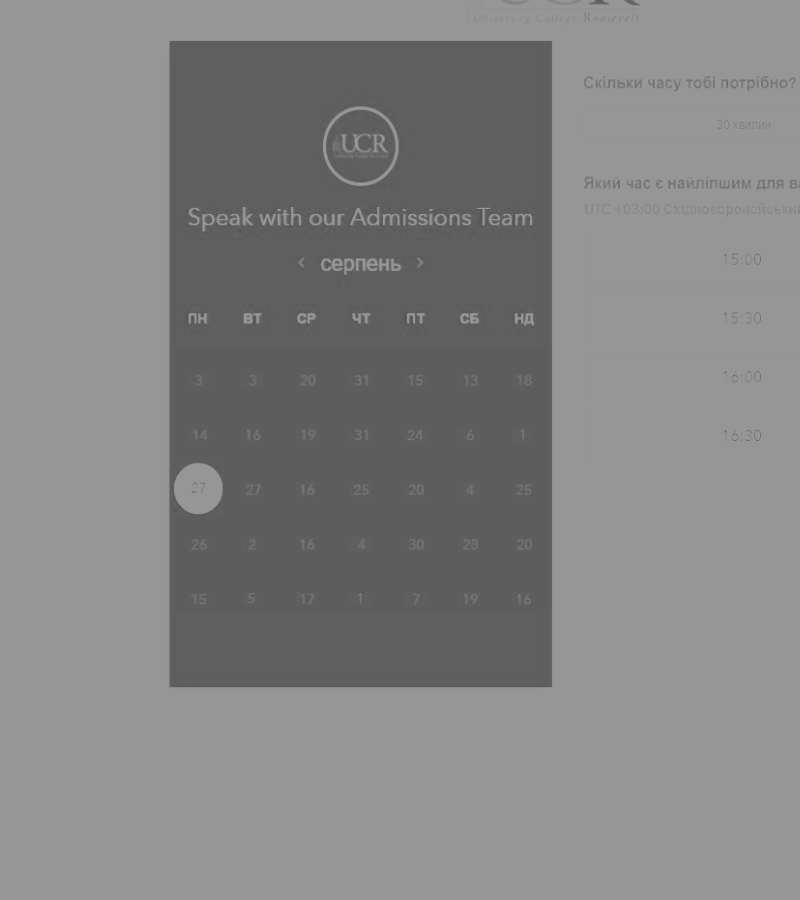 University College Roosevelt
UCR
Speak with our Admissions Team
< серпень >
ПН ВТ СР ЧТ ПТ СБ НД
3 3 20 31 15 13 18
14 16 19 31 24 6 1
27 27 16 25 20 4 25
26 2 16 4 30 28 20
15 5 17 1 7 19 16
Скільки часу тобі потрібно?
30 хвилин
Який час є найліпшим для ва
UTC +03:00 Східноєвропейський
15:00
15:30
16:00
16:30